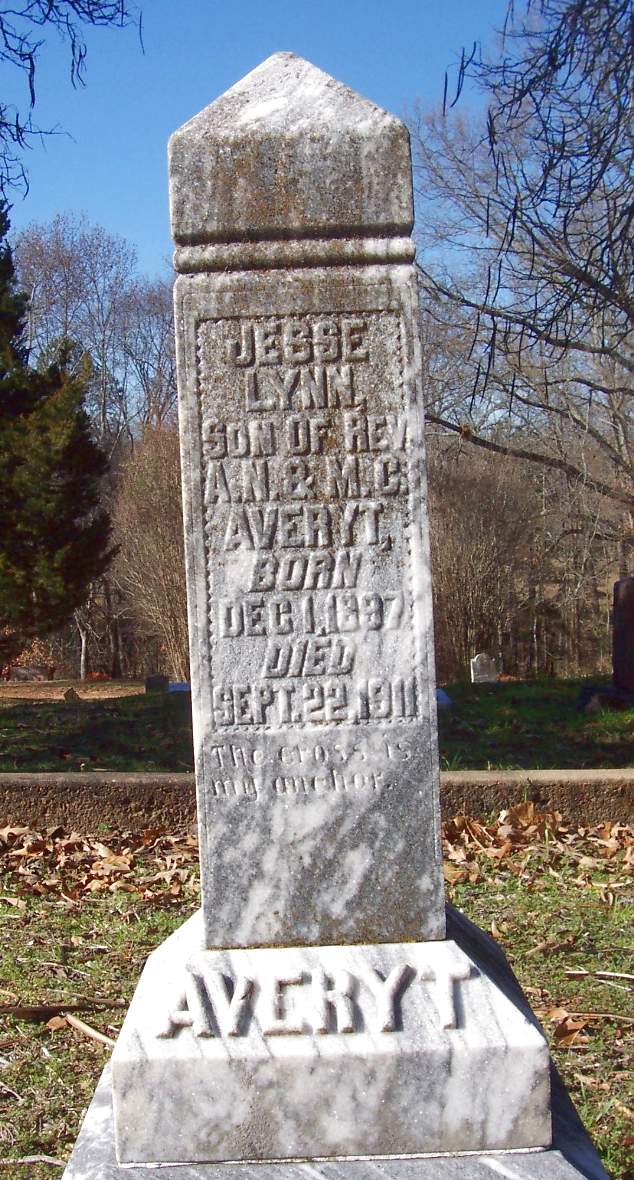 JESSE
LYNN,
SON OF REV.
A.N. & M.C.
AVERYT,
BORN
DEC 1, 1897
DIED
SEPT. 22, 1911
The cross is
my anchor.
AVERYT